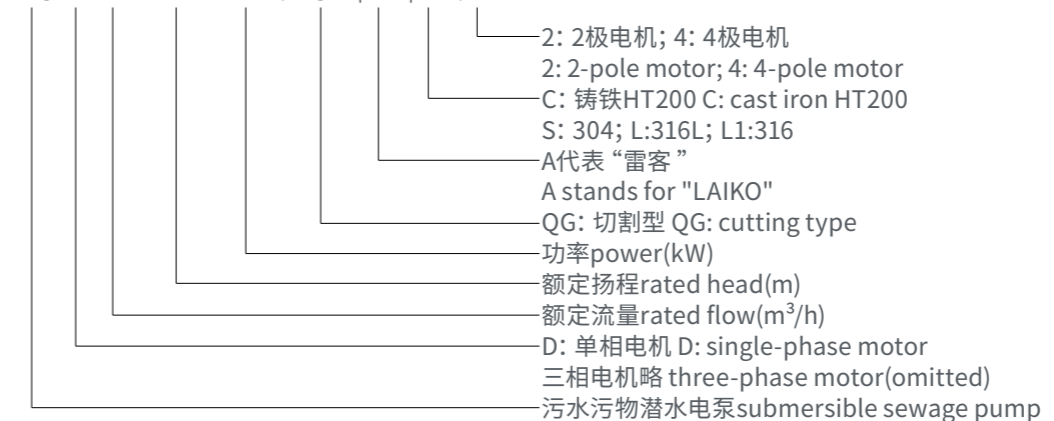 2：2极电机；4：4极电机
2: 2-pole motor; 4: 4-pole motor
C：铸铁HT200 C: cast iron HT200
S：304；L:316L；L1:316
A代表“雷客”
A stands for "LAIKO"
QG：切割型 QG: cutting type
功率power(kW)
额定扬程rated head(m)
额定流量rated flow(m³/h)
D：单相电机 D: single-phase motor
三相电机略 three-phase motor(omitted)
污水污物潜水电泵submersible sewage pump